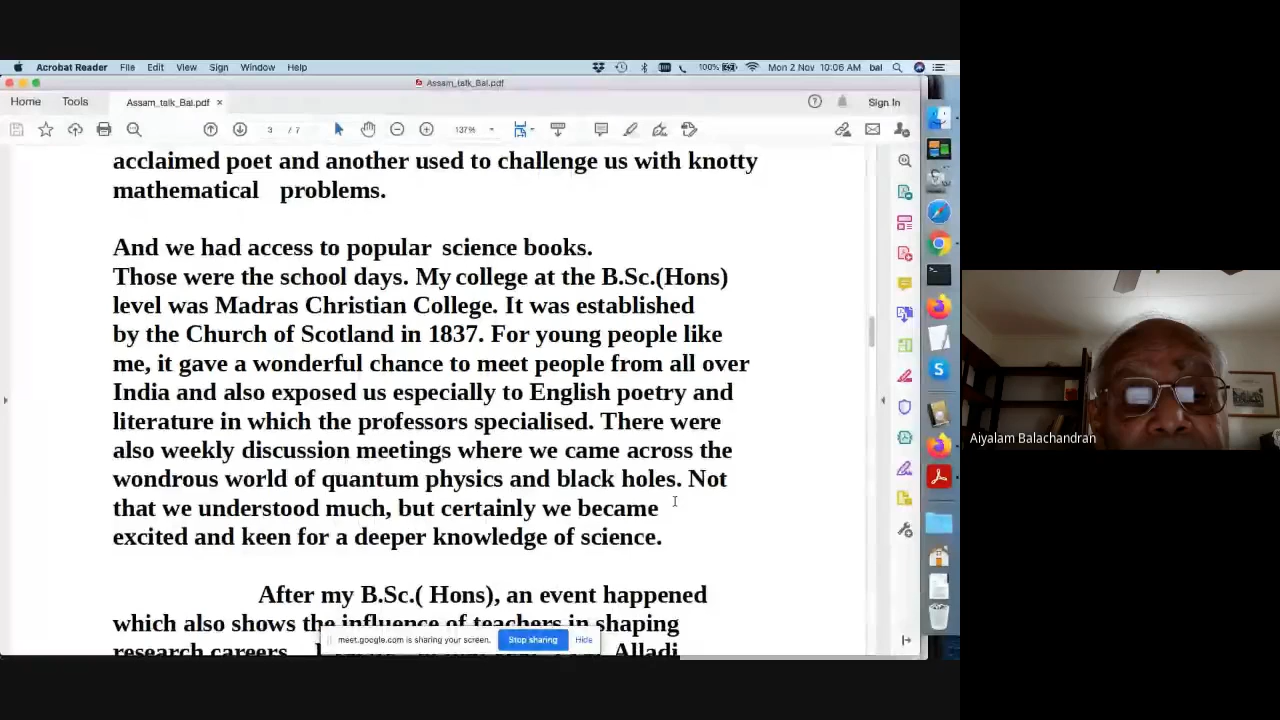 Acrobat Reader File Edit View Sign Window Help 100% Mon 2 Nov 10:06 AM bal
Assam_talk_Bal.pdf
Home Tools Assam_talk_Bal.pdf × Sign In
3 / 7 137%
acclaimed poet and another used to challenge us with knotty
mathematical problems.
And we had access to popular science books.
Those were the school days. My college at the B.Sc.(Hons)
level was Madras Christian College. It was established
by the Church of Scotland in 1837. For young people like
me, it gave a wonderful chance to meet people from all over
India and also exposed us especially to English poetry and
literature in which the professors specialised. There were
also weekly discussion meetings where we came across the
wondrous world of quantum physics and black holes. Not
that we understood much, but certainly we became
excited and keen for a deeper knowledge of science.
After my B.Sc.( Hons), an event happened
which also shows the influence of teachers in shaping
research careers. Alladi
meet.google.com is sharing your screen. Stop sharing Hide
Aiyalam Balachandran